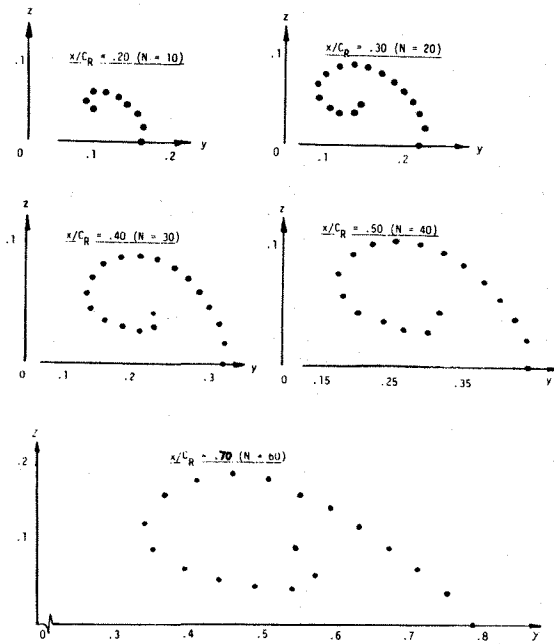 z
x/C_R = .20 (N = 10)
.1
0
.1
.2
y
z
x/C_R = .30 (N = 20)
.1
0
.1
.2
y
z
x/C_R = .40 (N = 30)
.1
0
.1
.2
.3
y
z
x/C_R = .50 (N = 40)
.1
0
.15
.25
.35
y
z
x/C_R = .70 (N = 60)
.2
.1
0
.3
.4
.5
.6
.7
.8
y